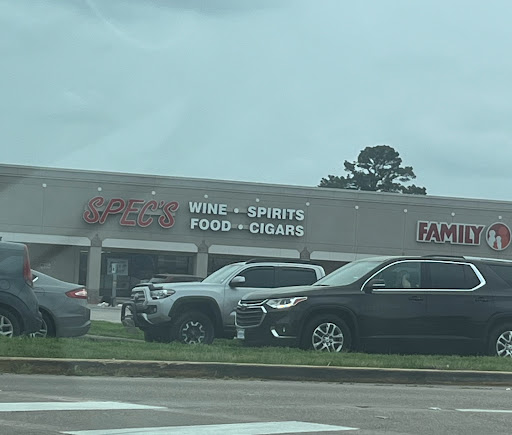 SPEC'S
WINE • SPIRITS
FOOD • CIGARS
FAMILY